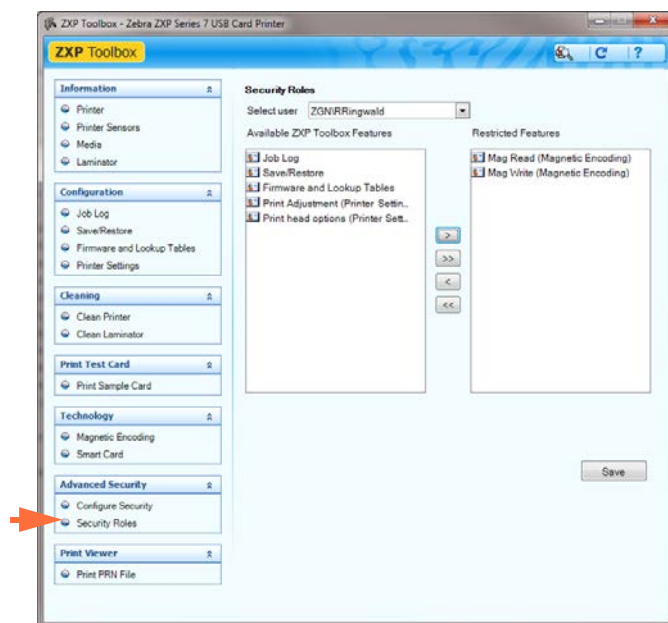 ZXP Toolbox - Zebra ZXP Series 7 USB Card Printer
ZXP Toolbox
?
Information
Printer
Printer Sensors
Media
Laminator
Configuration
Job Log
Save/Restore
Firmware and Lookup Tables
Printer Settings
Cleaning
Clean Printer
Clean Laminator
Print Test Card
Print Sample Card
Technology
Magnetic Encoding
Smart Card
Advanced Security
Configure Security
Security Roles
Print Viewer
Print PRN File
Security Roles
Select user ZGN\RRingwald
Available ZXP Toolbox Features
Job Log
Save/Restore
Firmware and Lookup Tables
Print Adjustment (Printer Settin..
Print head options (Printer Sett..
>
>>
<
<<
Restricted Features
Mag Read (Magnetic Encoding)
Mag Write (Magnetic Encoding)
Save